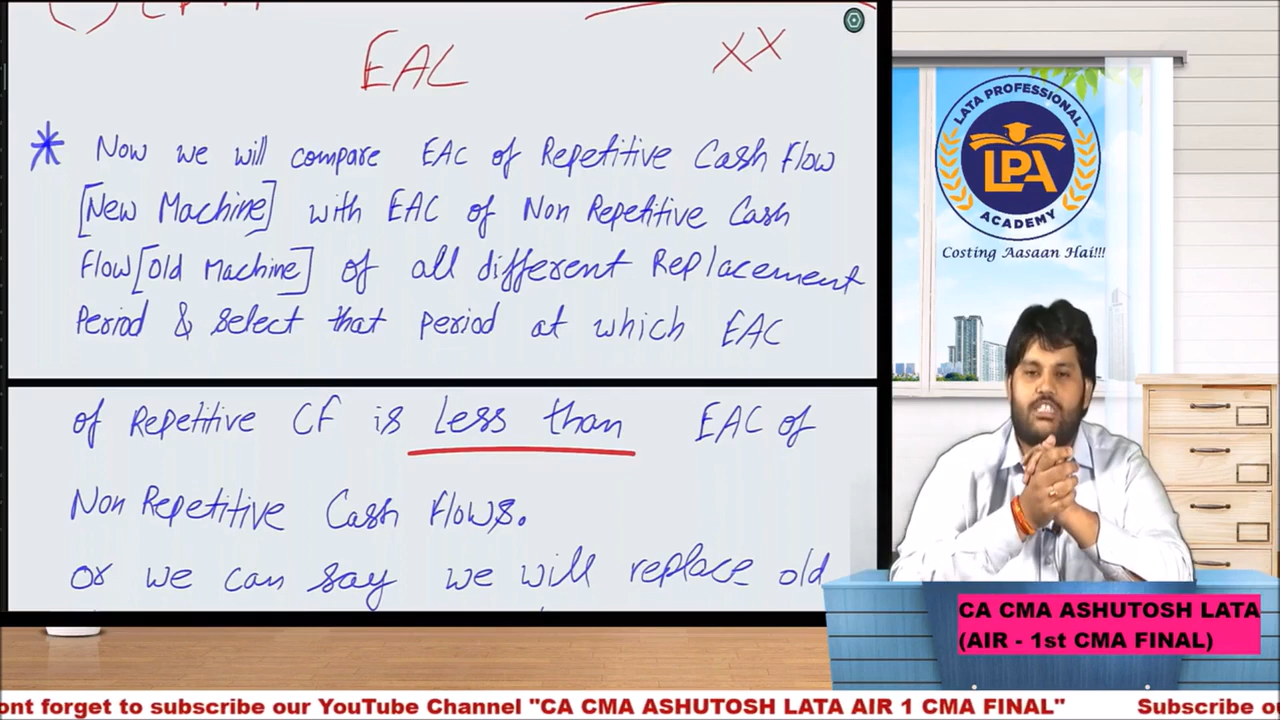 EAC
XX
* Now we will compare EAC of Repetitive Cash Flow
[New Machine] with EAC of Non Repetitive Cash
Flow [Old Machine] of all different Replacement
Period & select that period at which EAC
of Repetitive CF is Less than EAC of
Non Repetitive Cash Flows.
or we can say we will replace old
LATA PROFESSIONAL
LPA
ACADEMY
Costing Aasaan Hai!!!
CA CMA ASHUTOSH LATA
(AIR - 1st CMA FINAL)
ont forget to subscribe our YouTube Channel "CA CMA ASHUTOSH LATA AIR 1 CMA FINAL" Subscribe o